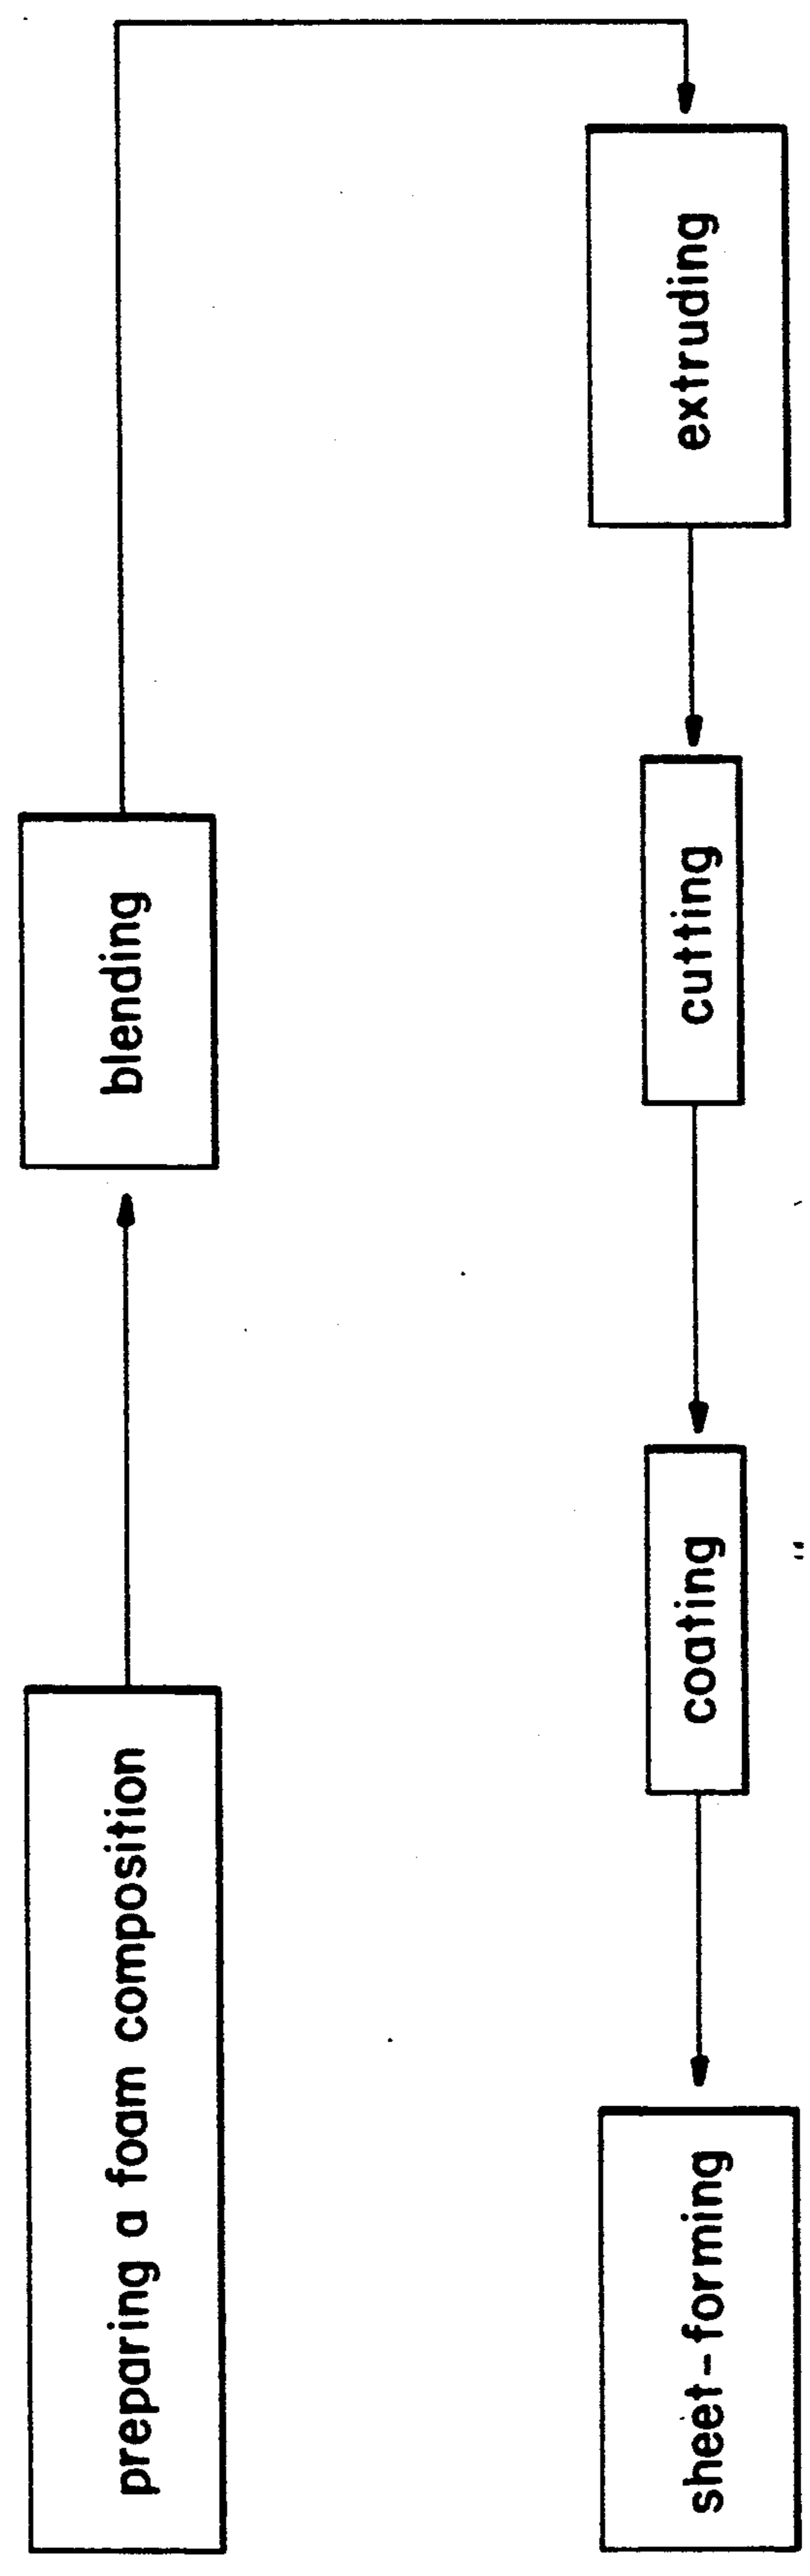 preparing a foam composition
blending
extruding
cutting
coating
sheet-forming